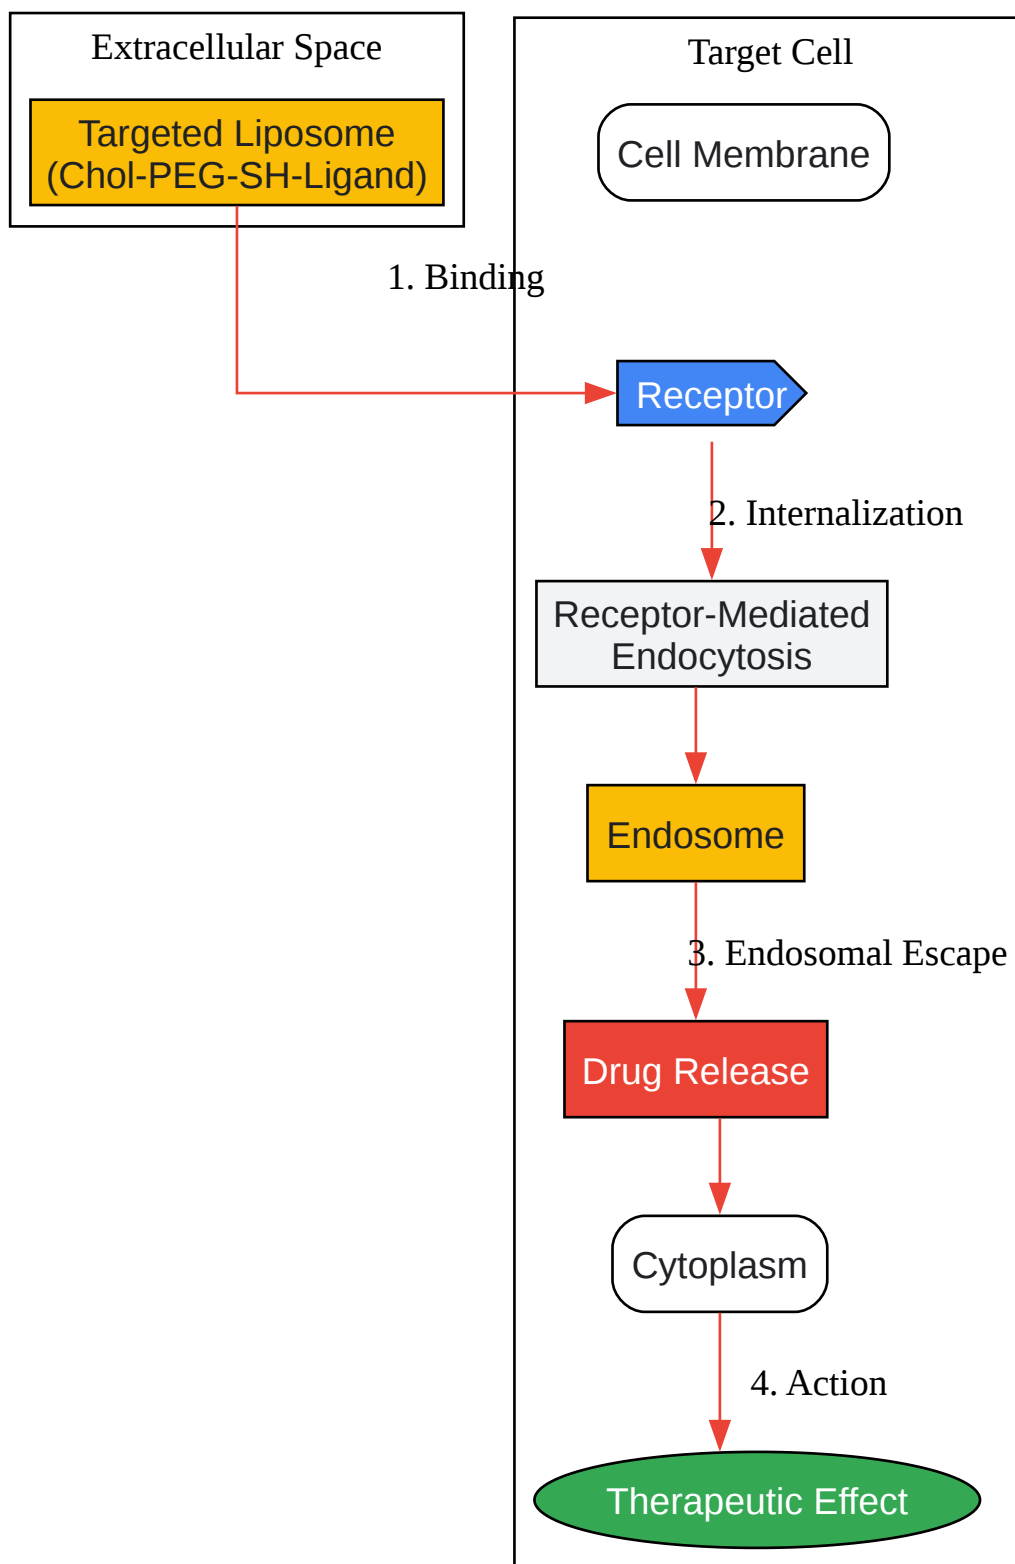 Extracellular Space
Targeted Liposome
(Chol-PEG-SH-Ligand)
Target Cell
Cell Membrane
1. Binding
Receptor
2. Internalization
Receptor-Mediated
Endocytosis
Endosome
3. Endosomal Escape
Drug Release
Cytoplasm
4. Action
Therapeutic Effect